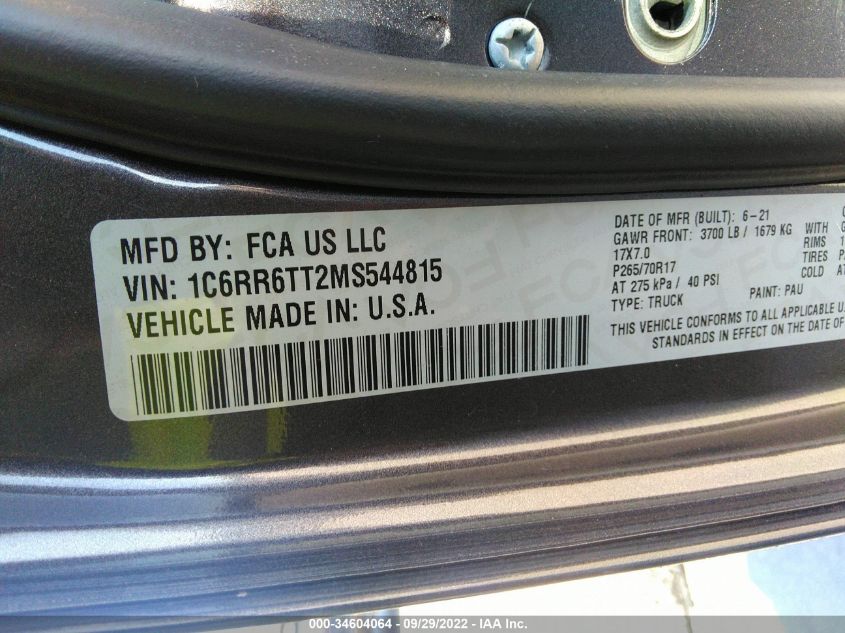 MFD BY: FCA US LLC
VIN: 1C6RR6TT2MS544815
VEHICLE MADE IN: U.S.A.
DATE OF MFR (BUILT): 6-21
GAWR FRONT: 3700 LB / 1679 KG WITH
17X7.0 RIMS
P265/70R17 TIRES
AT 275 kPa / 40 PSI COLD
TYPE: TRUCK PAINT: PAU
THIS VEHICLE CONFORMS TO ALL APPLICABLE
STANDARDS IN EFFECT ON THE DATE OF
000-34604064 - 09/29/2022 - IAA Inc.